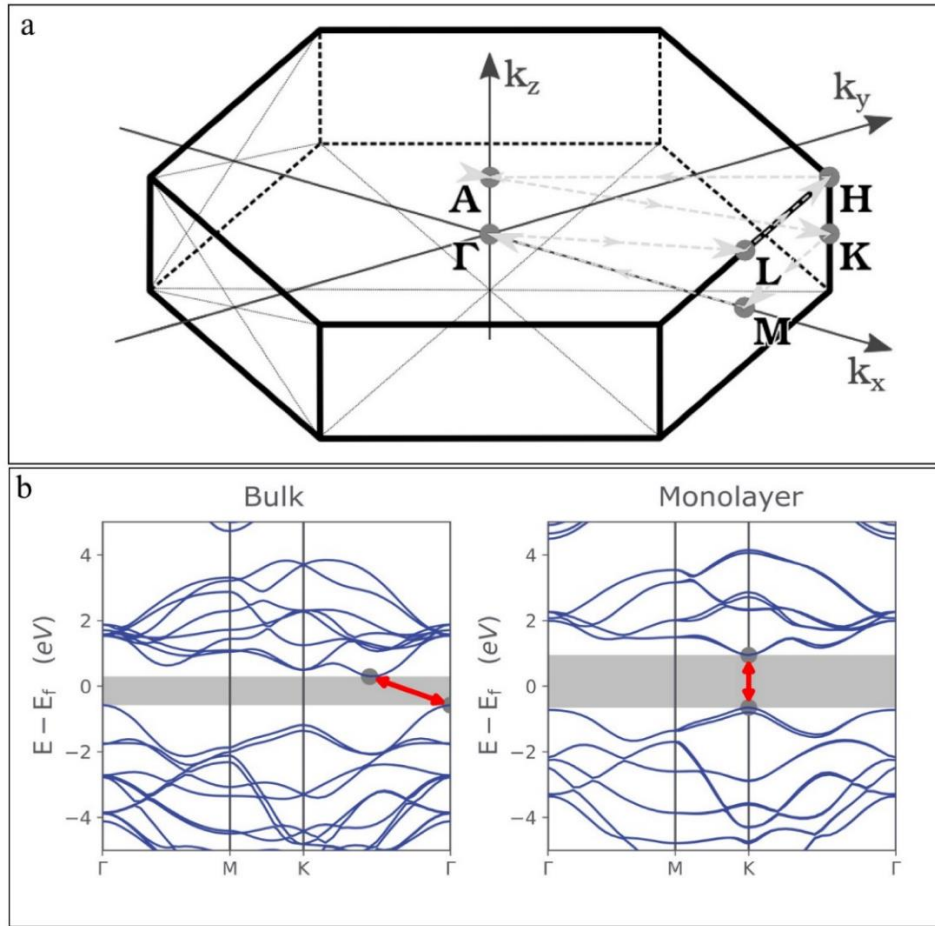 a
k_z
k_y
A
H
Γ
L
K
M
k_x
b
Bulk
Monolayer
E − E_f (eV)
4
2
0
−2
−4
Γ
M
K
Γ
E − E_f (eV)
4
2
0
−2
−4
Γ
M
K
Γ